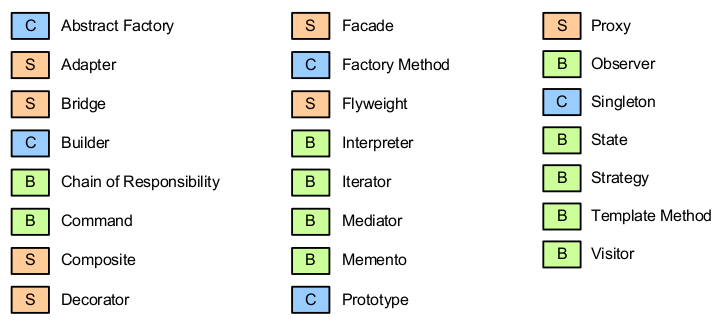 C Abstract Factory
S Adapter
S Bridge
C Builder
B Chain of Responsibility
B Command
S Composite
S Decorator
S Facade
C Factory Method
S Flyweight
B Interpreter
B Iterator
B Mediator
B Memento
C Prototype
S Proxy
B Observer
C Singleton
B State
B Strategy
B Template Method
B Visitor